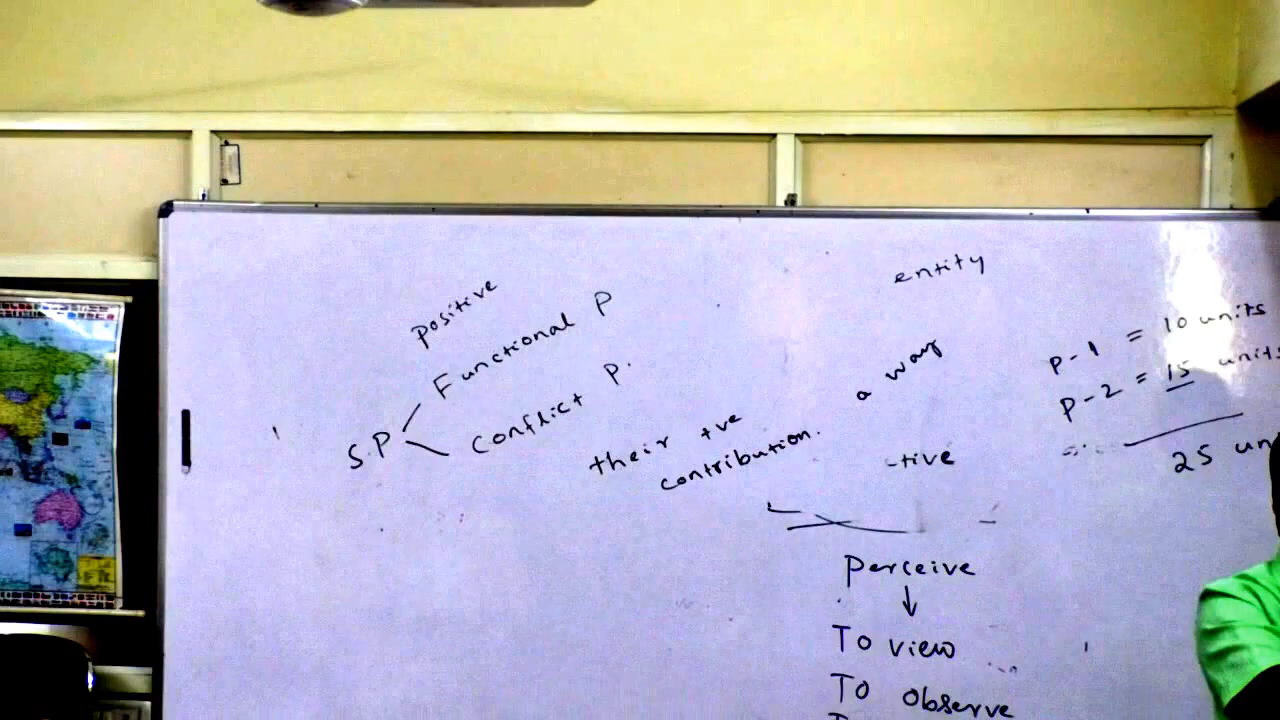 positive
Functional P
S.P
Conflict P.
their +ve
contribution.
entity
a way
-tive
perceive
↓
To view
To observe
P-1 = 10 units
P-2 = 15 units
25